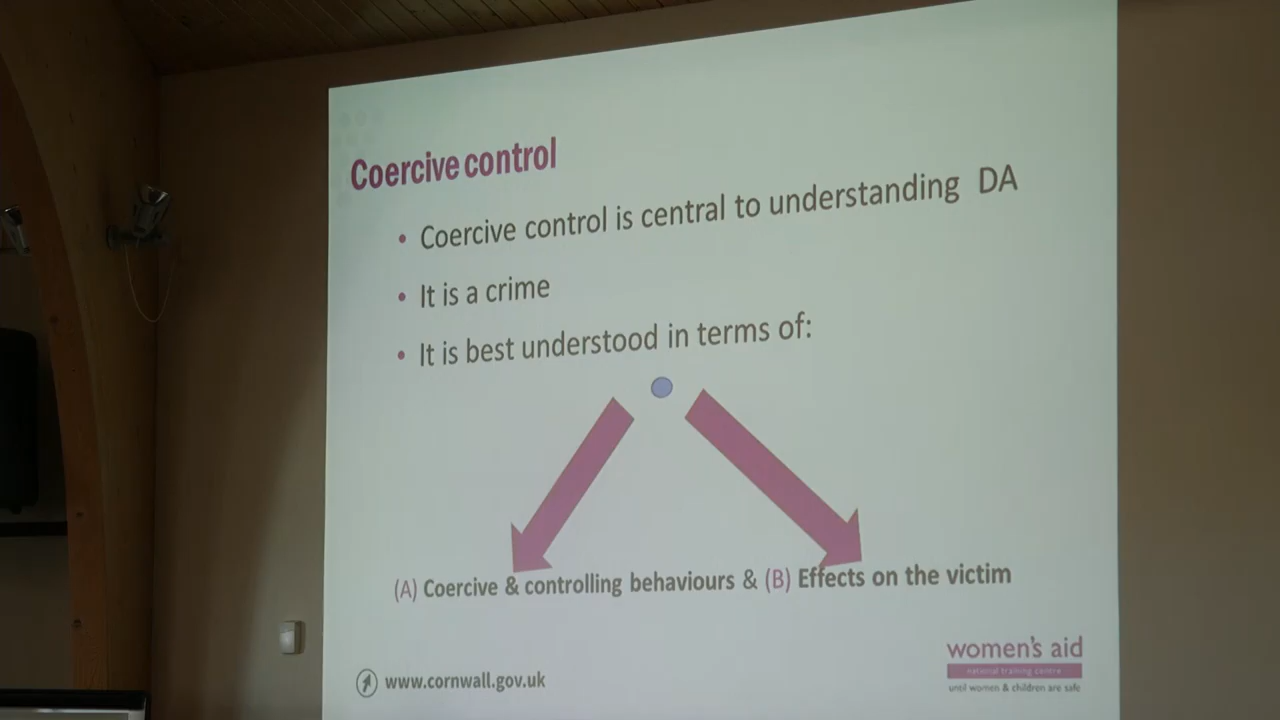 Coercive control
• Coercive control is central to understanding DA
• It is a crime
• It is best understood in terms of:
(A) Coercive & controlling behaviours & (B) Effects on the victim
www.cornwall.gov.uk
women's aid
national training centre
until women & children are safe